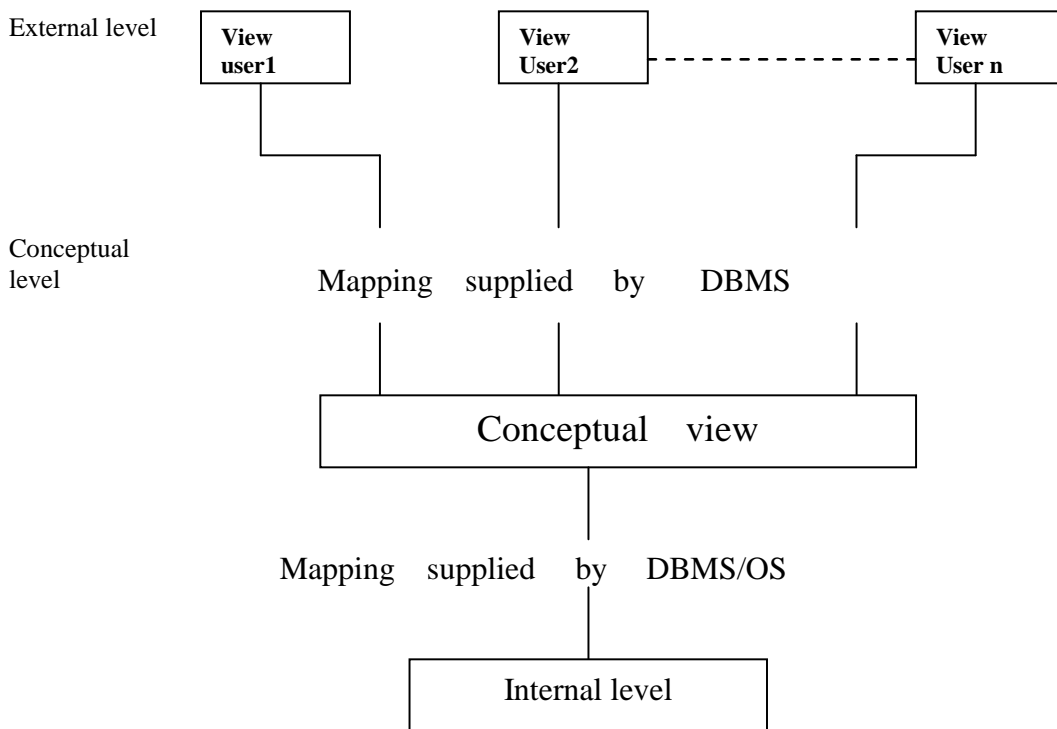 External level
View
user1
View
User2
View
User n
Conceptual
level
Mapping supplied by DBMS
Conceptual view
Mapping supplied by DBMS/OS
Internal level